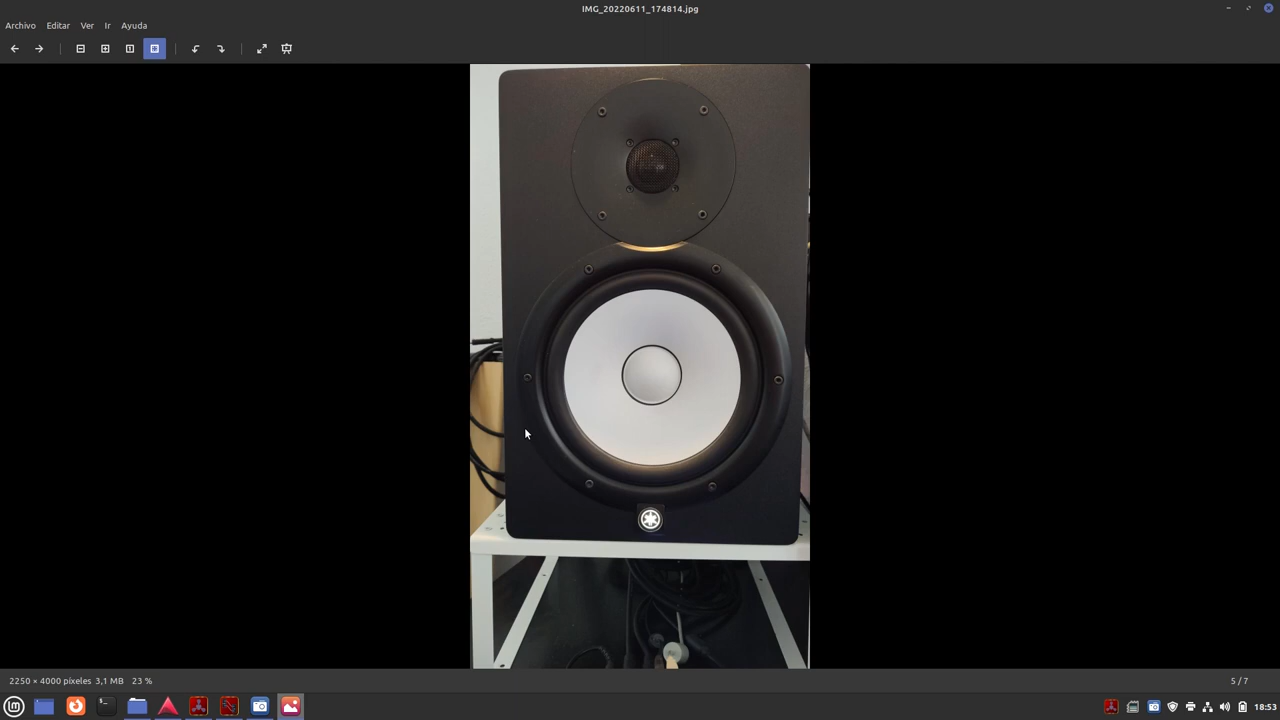 IMG_20220611_174814.jpg
Archivo Editar Ver Ir Ayuda
2250 × 4000 píxeles 3,1 MB 23 %
5 / 7
18:53